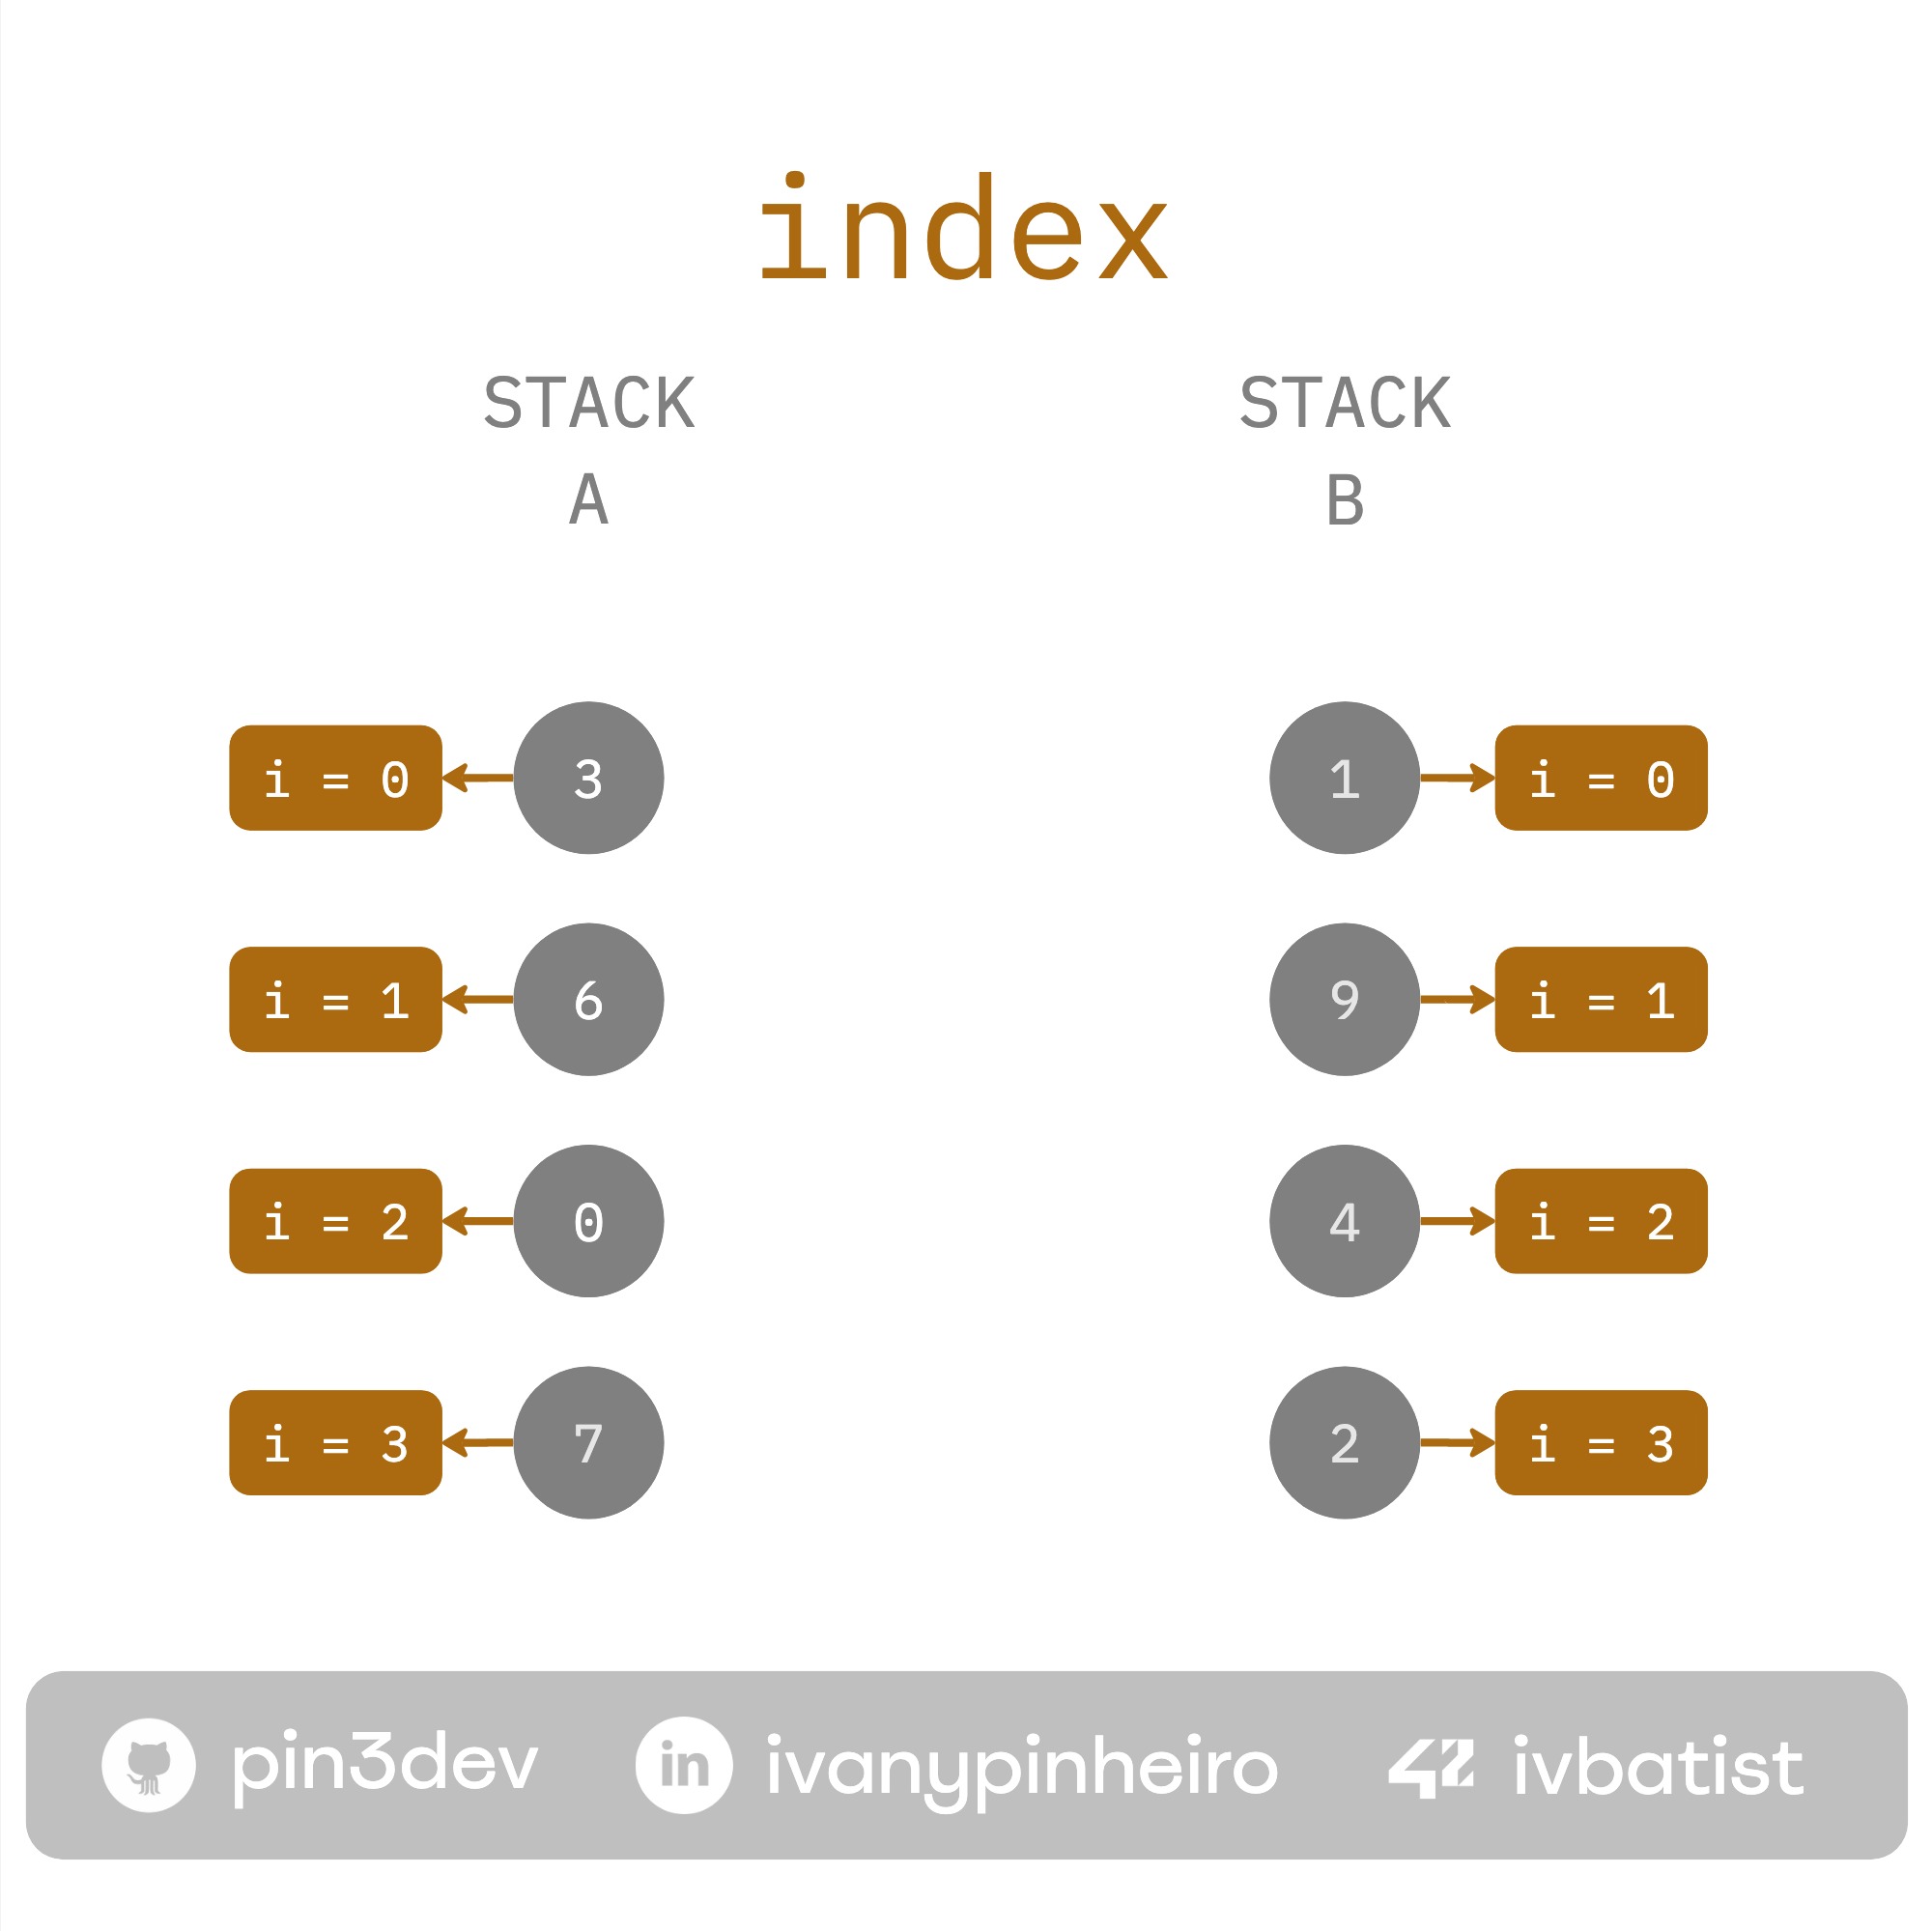 index
STACK STACK
A B
i = 0 3 1 i = 0
i = 1 6 9 i = 1
i = 2 0 4 i = 2
i = 3 7 2 i = 3
pin3dev in ivanypinheiro 42 ivbatist